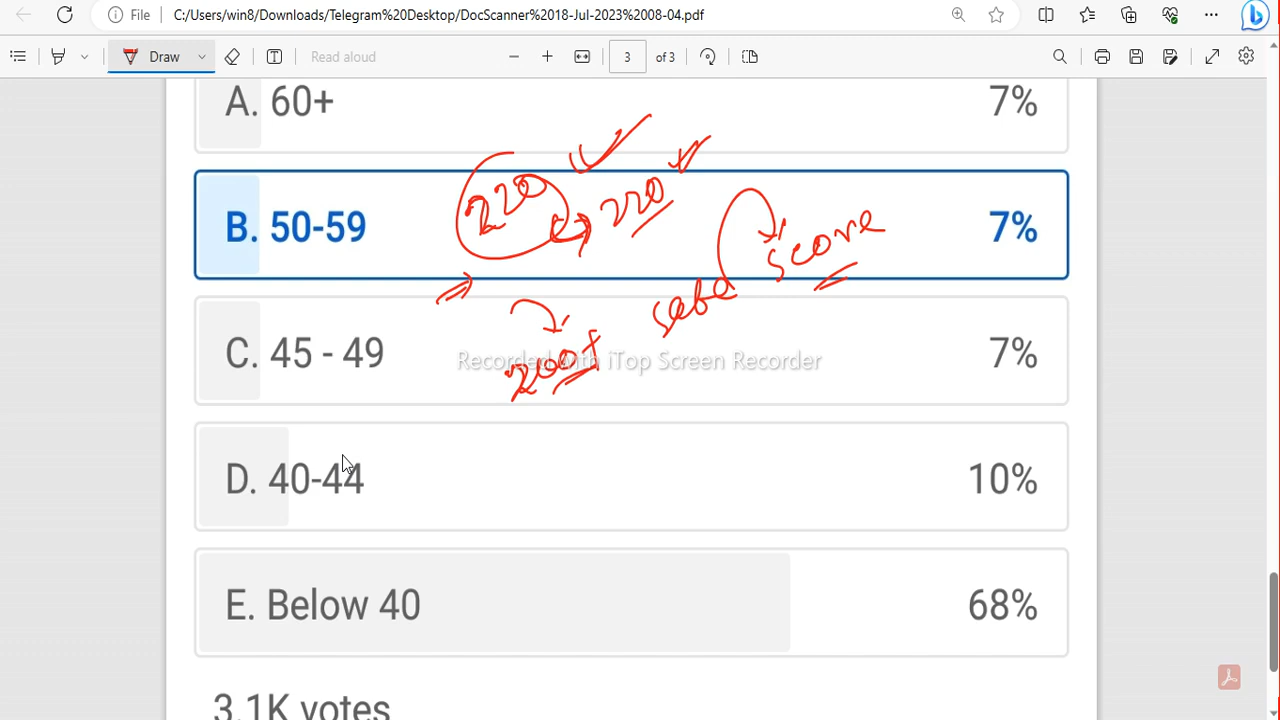 File C:/Users/win8/Downloads/Telegram%20Desktop/DocScanner%2018-Jul-2023%2008-04.pdf
Draw Read aloud 3 of 3
A. 60+ 7%
B. 50-59 7%
220 220 score
C. 45 - 49 7%
200+
Recorded with iTop Screen Recorder
D. 40-44 10%
E. Below 40 68%
3.1K votes